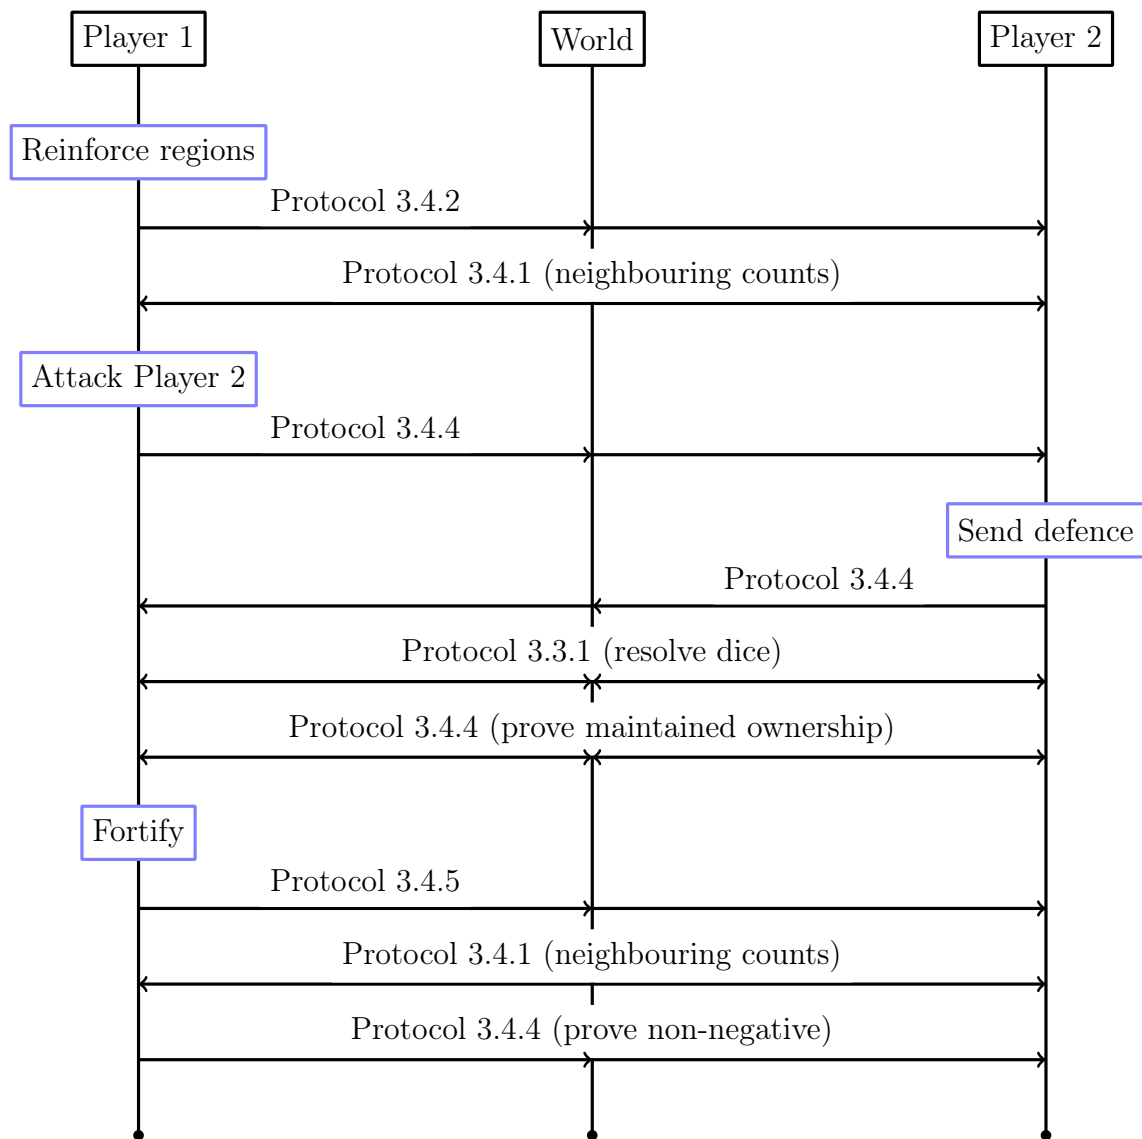 Player 1
World
Player 2
Reinforce regions
Protocol 3.4.2
Protocol 3.4.1 (neighbouring counts)
Attack Player 2
Protocol 3.4.4
Send defence
Protocol 3.4.4
Protocol 3.3.1 (resolve dice)
Protocol 3.4.4 (prove maintained ownership)
Fortify
Protocol 3.4.5
Protocol 3.4.1 (neighbouring counts)
Protocol 3.4.4 (prove non-negative)